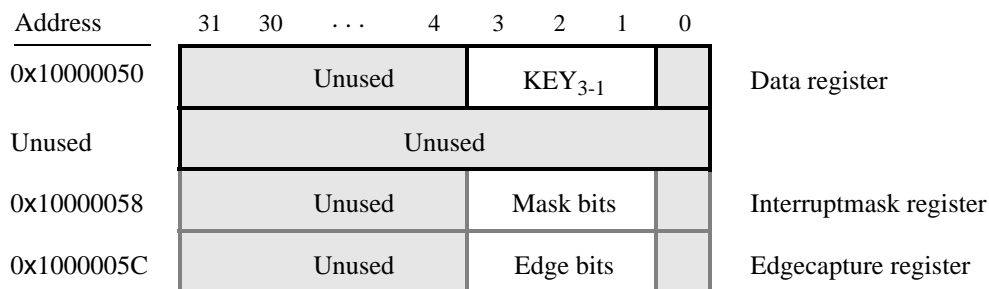 Address 31 30 · · · 4 3 2 1 0
0x10000050 Unused KEY3-1 Data register
Unused Unused
0x10000058 Unused Mask bits Interruptmask register
0x1000005C Unused Edge bits Edgecapture register